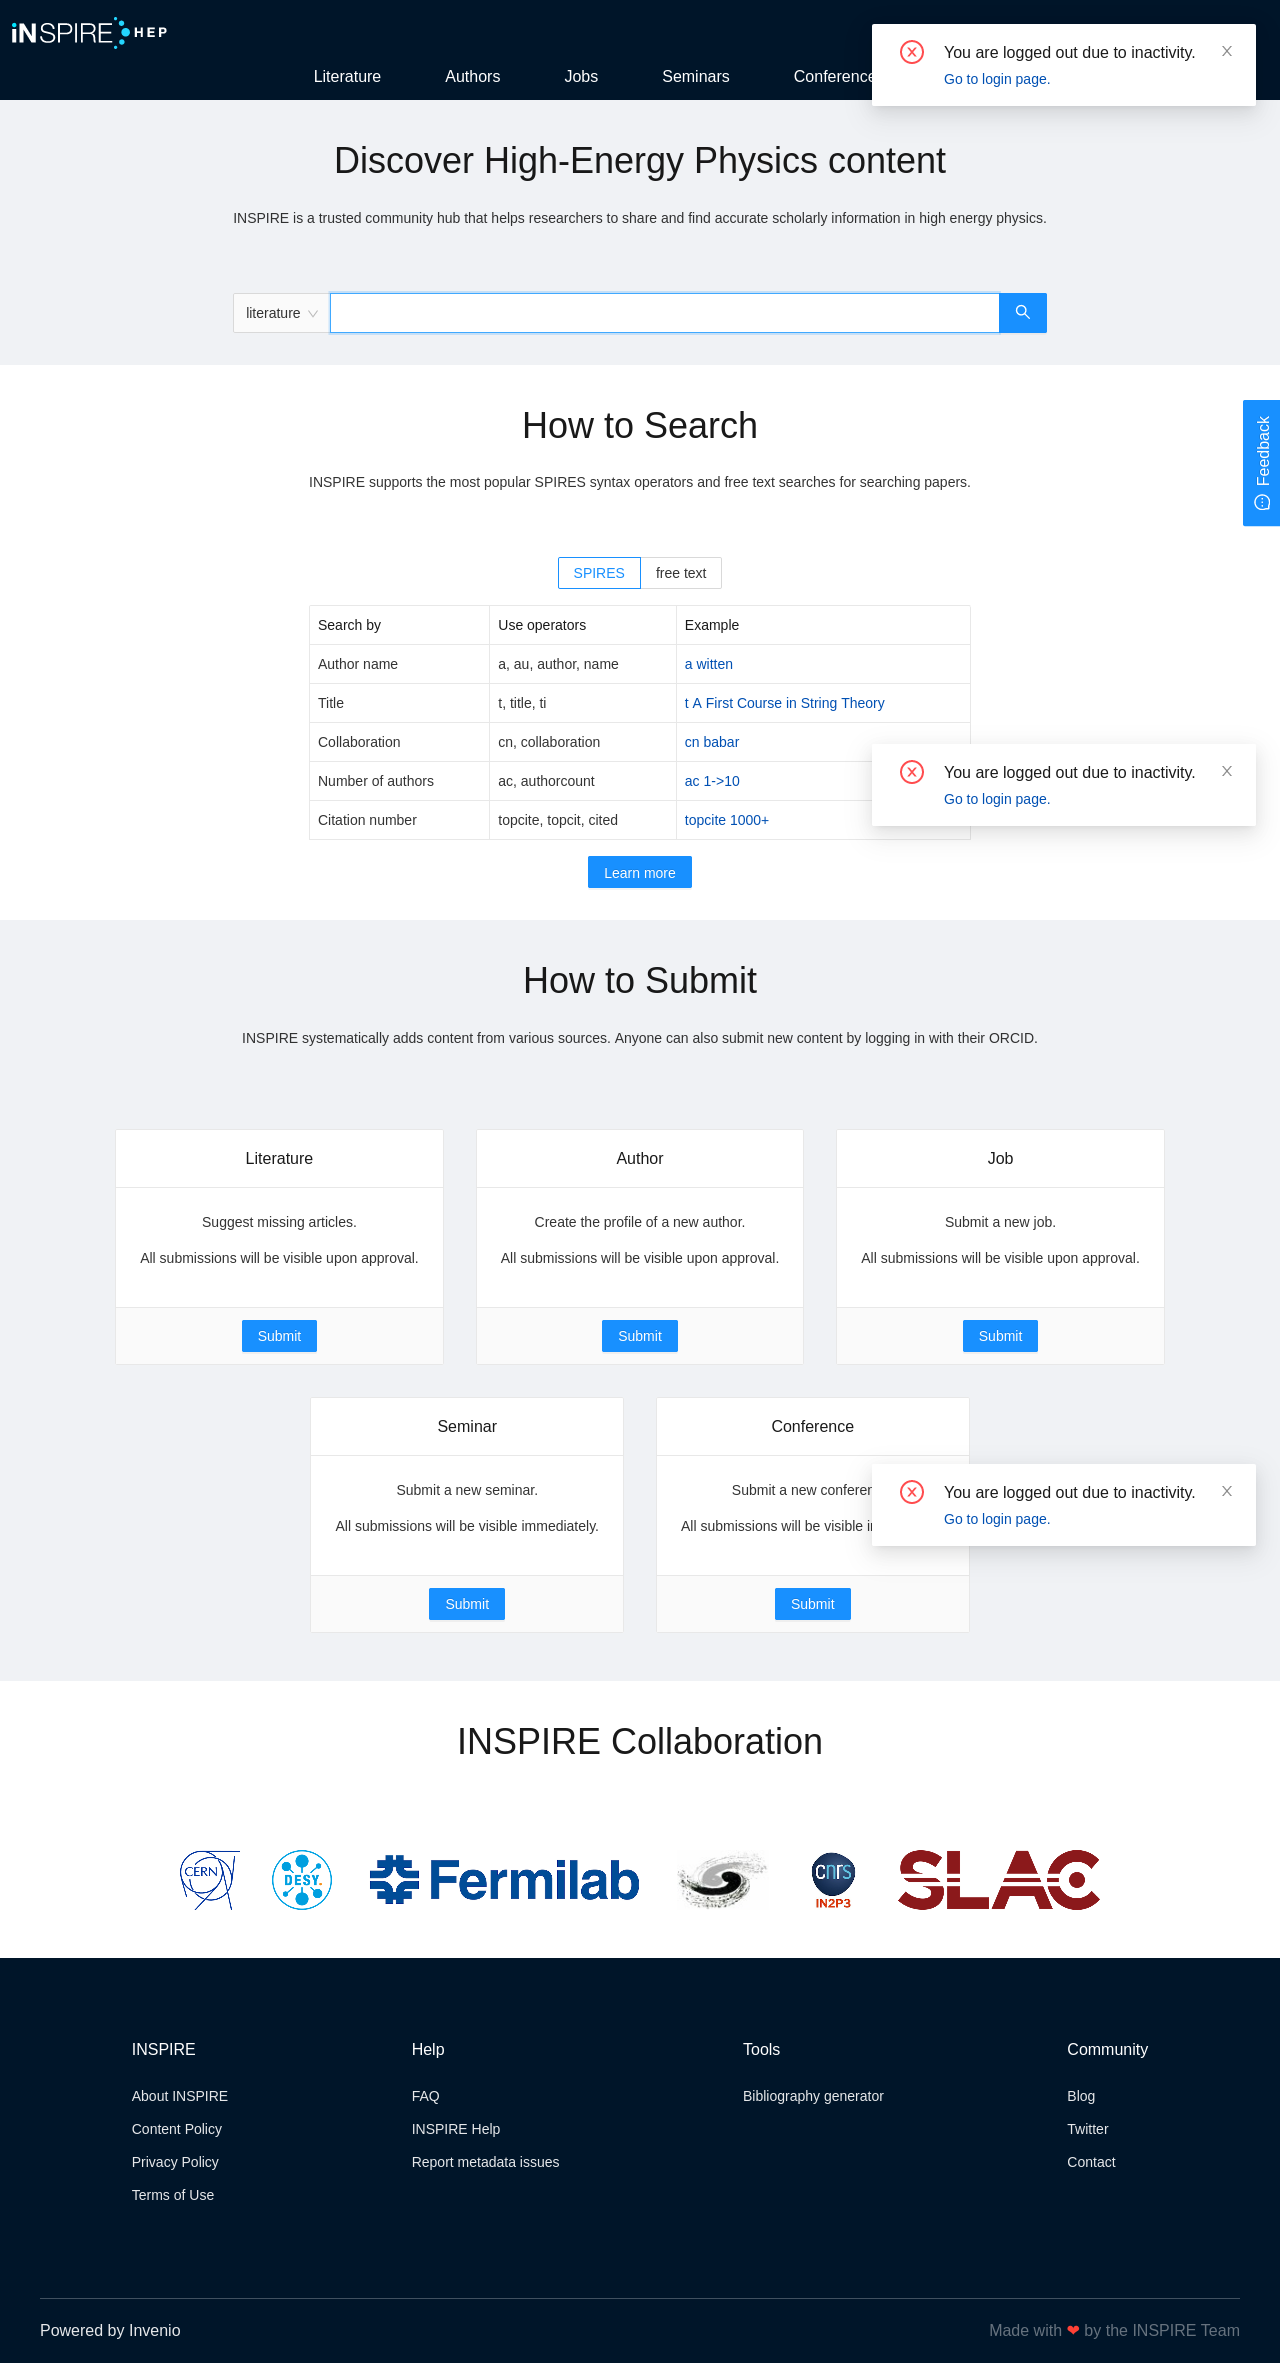 iNSPIRE HEP
You are logged out due to inactivity.
Go to login page.
Literature Authors Jobs Seminars Conference
Discover High-Energy Physics content
INSPIRE is a trusted community hub that helps researchers to share and find accurate scholarly information in high energy physics.
literature
How to Search
Feedback
INSPIRE supports the most popular SPIRES syntax operators and free text searches for searching papers.
SPIRES free text
Search by Use operators Example
Author name a, au, author, name a witten
Title t, title, ti t A First Course in String Theory
Collaboration cn, collaboration cn babar
Number of authors ac, authorcount ac 1->10
Citation number topcite, topcit, cited topcite 1000+
You are logged out due to inactivity.
Go to login page.
Learn more
How to Submit
INSPIRE systematically adds content from various sources. Anyone can also submit new content by logging in with their ORCID.
Literature
Suggest missing articles.
All submissions will be visible upon approval.
Submit
Author
Create the profile of a new author.
All submissions will be visible upon approval.
Submit
Job
Submit a new job.
All submissions will be visible upon approval.
Submit
Seminar
Submit a new seminar.
All submissions will be visible immediately.
Submit
Conference
Submit a new conferen
All submissions will be visible i
Submit
You are logged out due to inactivity.
Go to login page.
INSPIRE Collaboration
CERN DESY. Fermilab cnrs IN2P3 SLAC
INSPIRE
About INSPIRE
Content Policy
Privacy Policy
Terms of Use
Help
FAQ
INSPIRE Help
Report metadata issues
Tools
Bibliography generator
Community
Blog
Twitter
Contact
Powered by Invenio
Made with ❤ by the INSPIRE Team